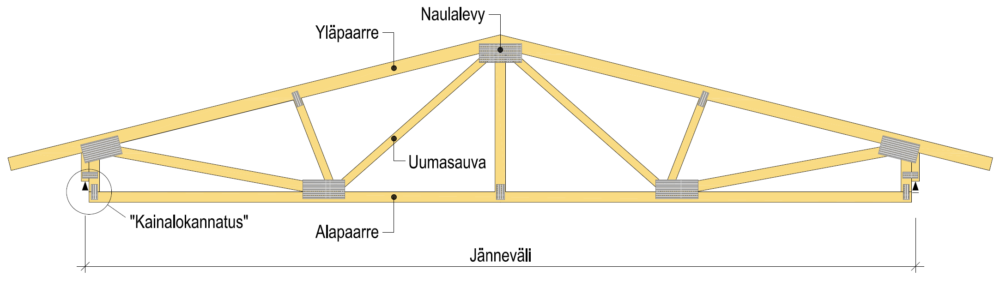 Naulalevy
Yläpaarre
Uumasauva
"Kainalokannatus"
Alapaarre
Jänneväli